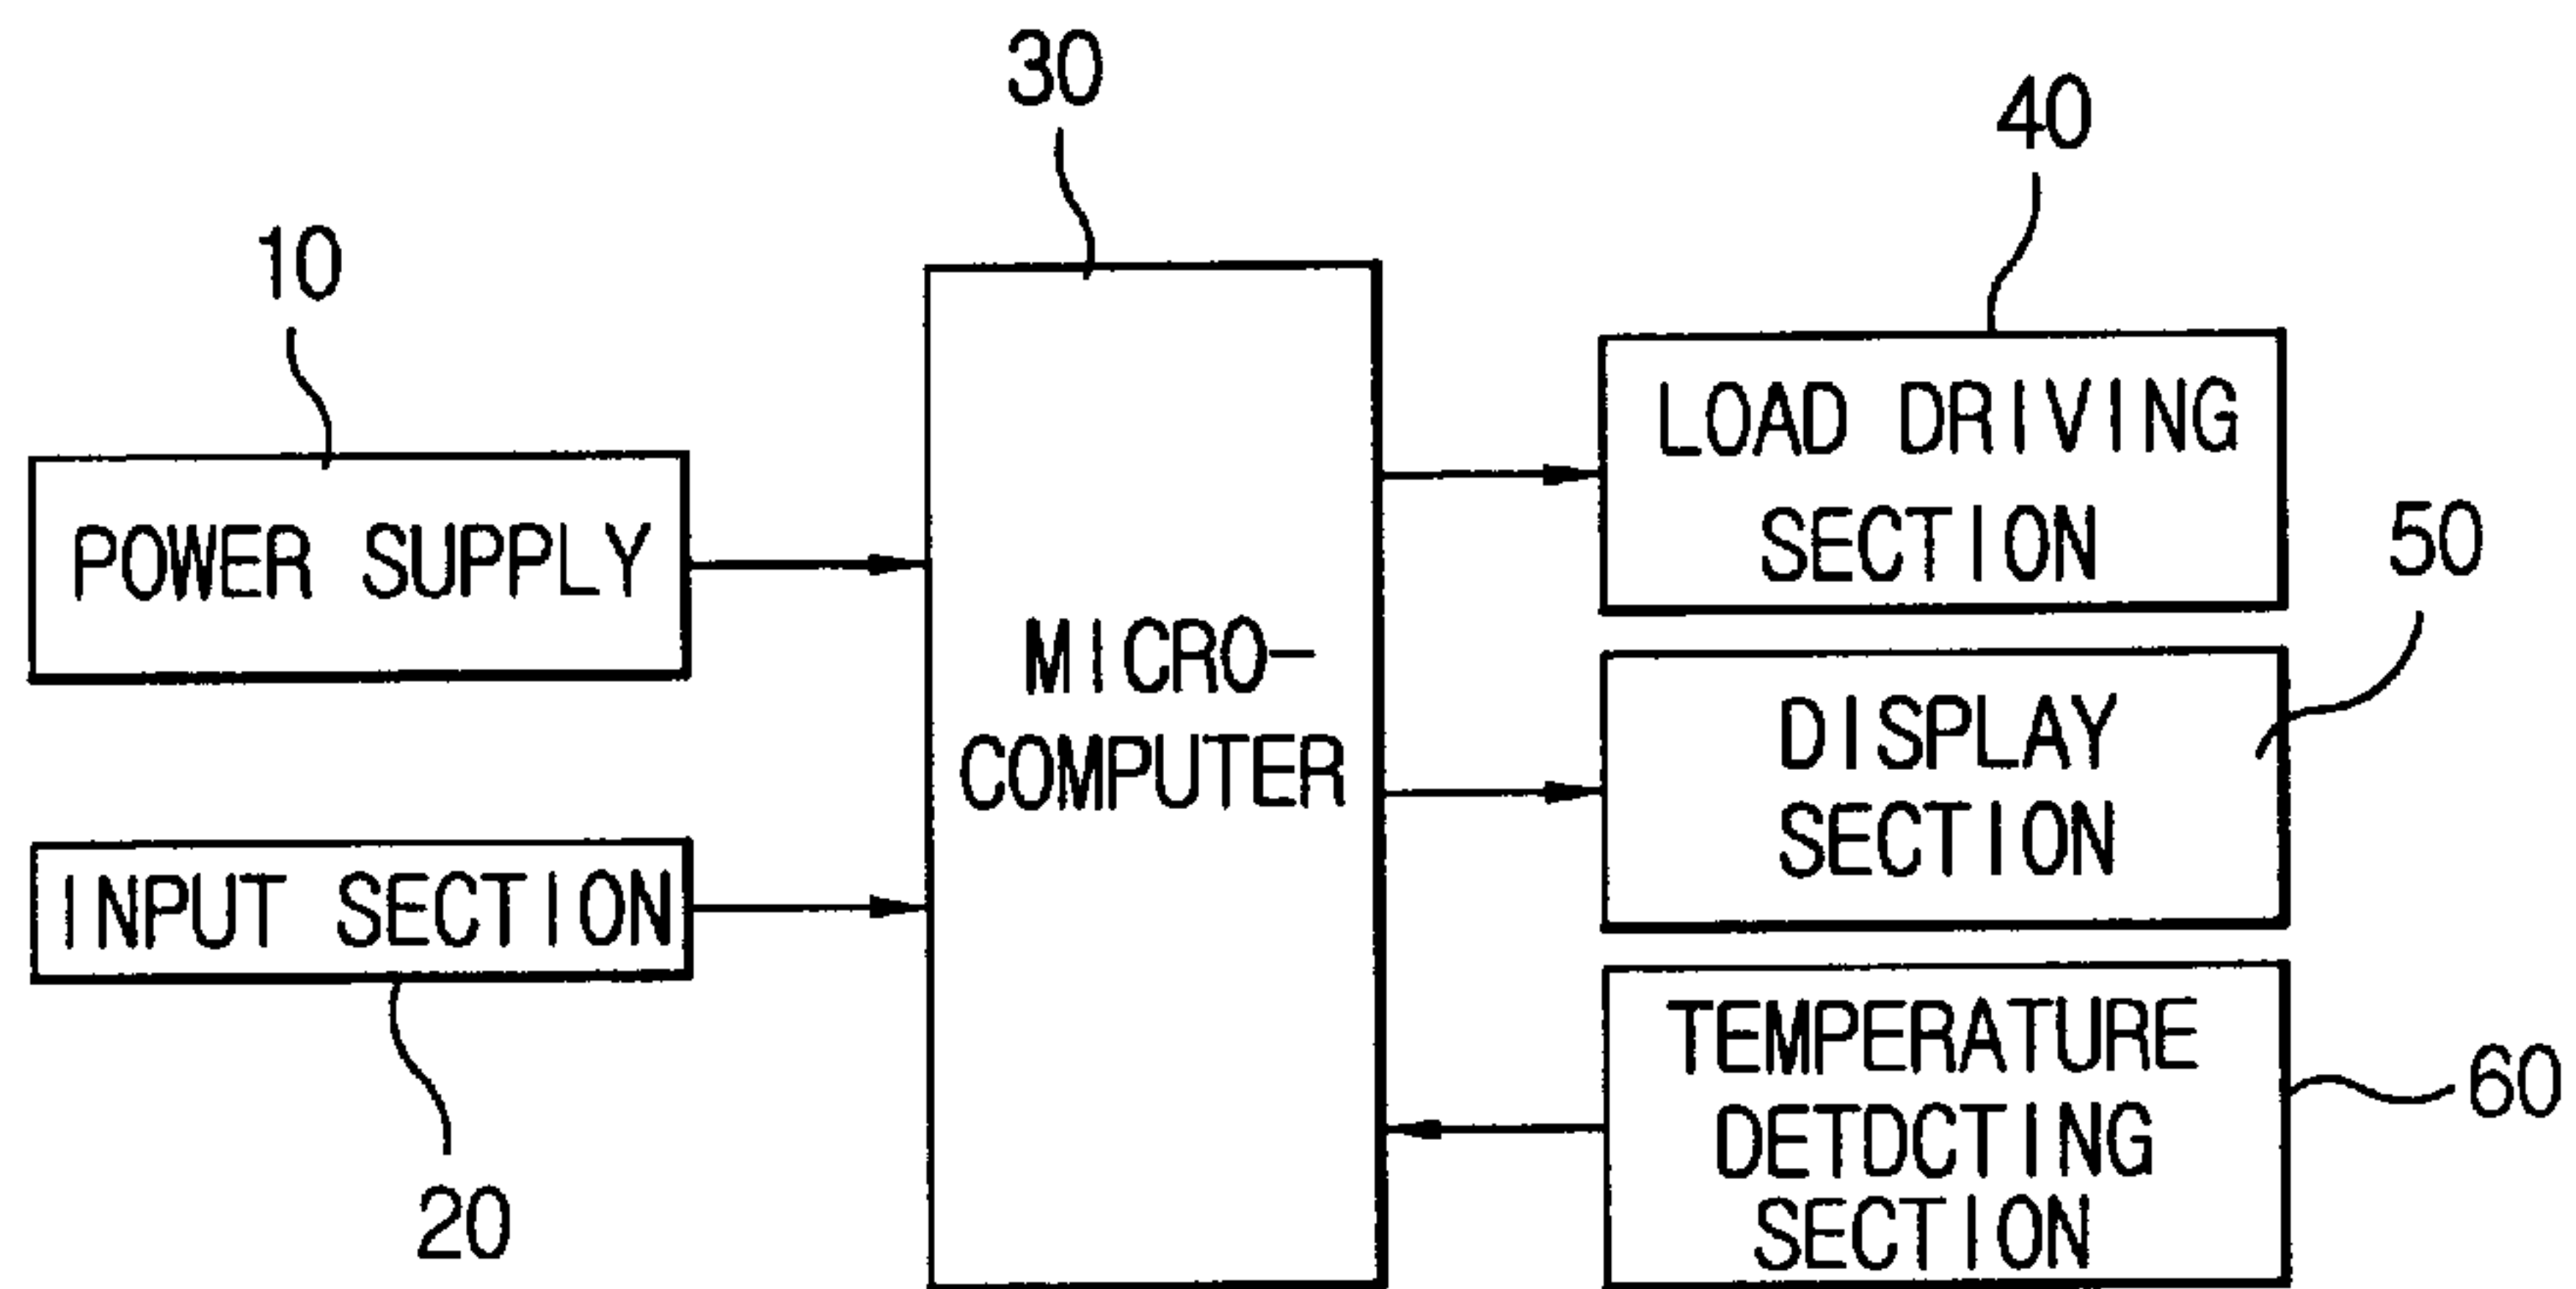 30
40
10
LOAD DRIVING
SECTION
50
POWER SUPPLY
MICRO-
COMPUTER
DISPLAY
SECTION
INPUT SECTION
20
TEMPERATURE
DETDCTING
SECTION
60